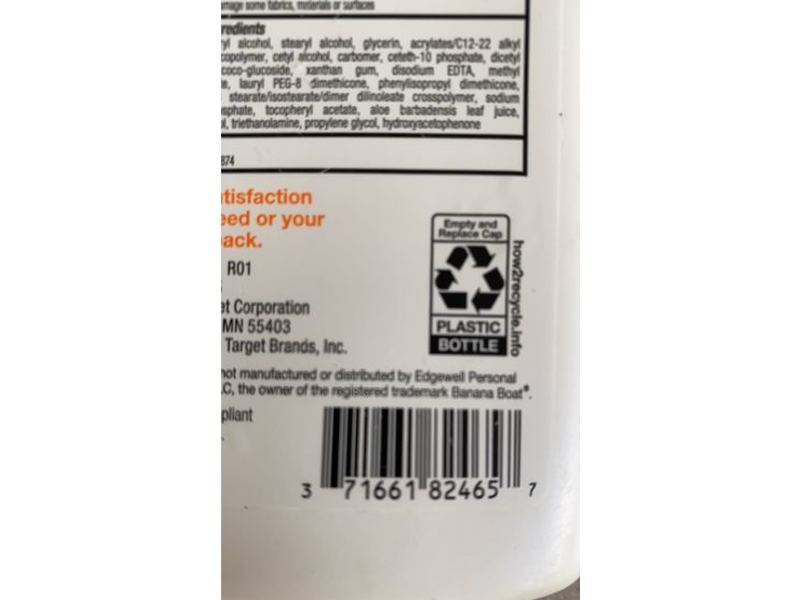 mage some fabrics, materials or surfaces
redients
yl alcohol, stearyl alcohol, glycerin, acrylates/C12-22 alkyl
copolymer, cetyl alcohol, carbomer, ceteth-10 phosphate, dicetyl
coco-glucoside, xanthan gum, disodium EDTA, methyl
e, lauryl PEG-8 dimethicone, phenylisopropyl dimethicone,
stearate/isostearate/dimer dilinoleate crosspolymer, sodium
sphate, tocopheryl acetate, aloe barbadensis leaf juice,
l, triethanolamine, propylene glycol, hydroxyacetophenone
874
tisfaction
eed or your
ack.
R01
et Corporation
MN 55403
Target Brands, Inc.
Empty and
Replace Cap
PLASTIC
BOTTLE
how2recycle.info
not manufactured or distributed by Edgewell Personal
C, the owner of the registered trademark Banana Boat®.
pliant
3 71661 82465 7